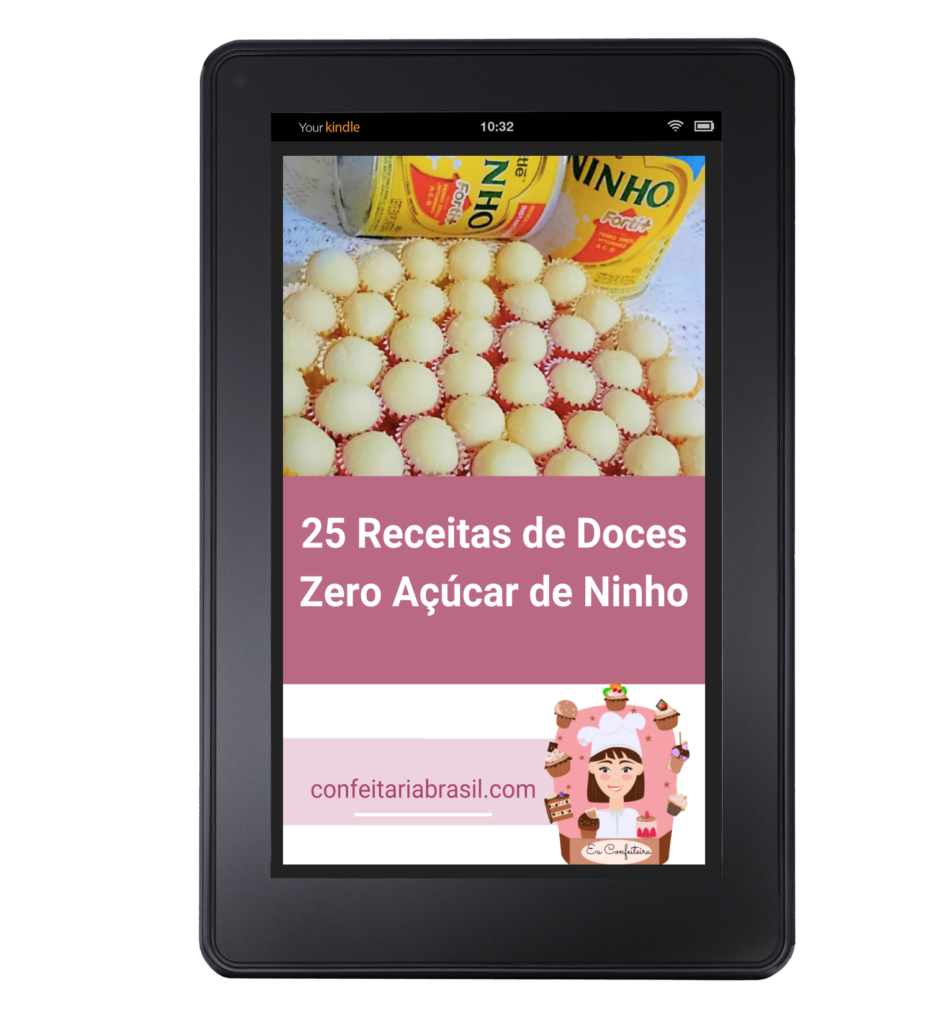 Your kindle 10:32
NINHO
Forti+
A.C.D
NINHO
Forti+
A C D
25 Receitas de Doces
Zero Açúcar de Ninho
confeitariabrasil.com
Eu Confeiteira